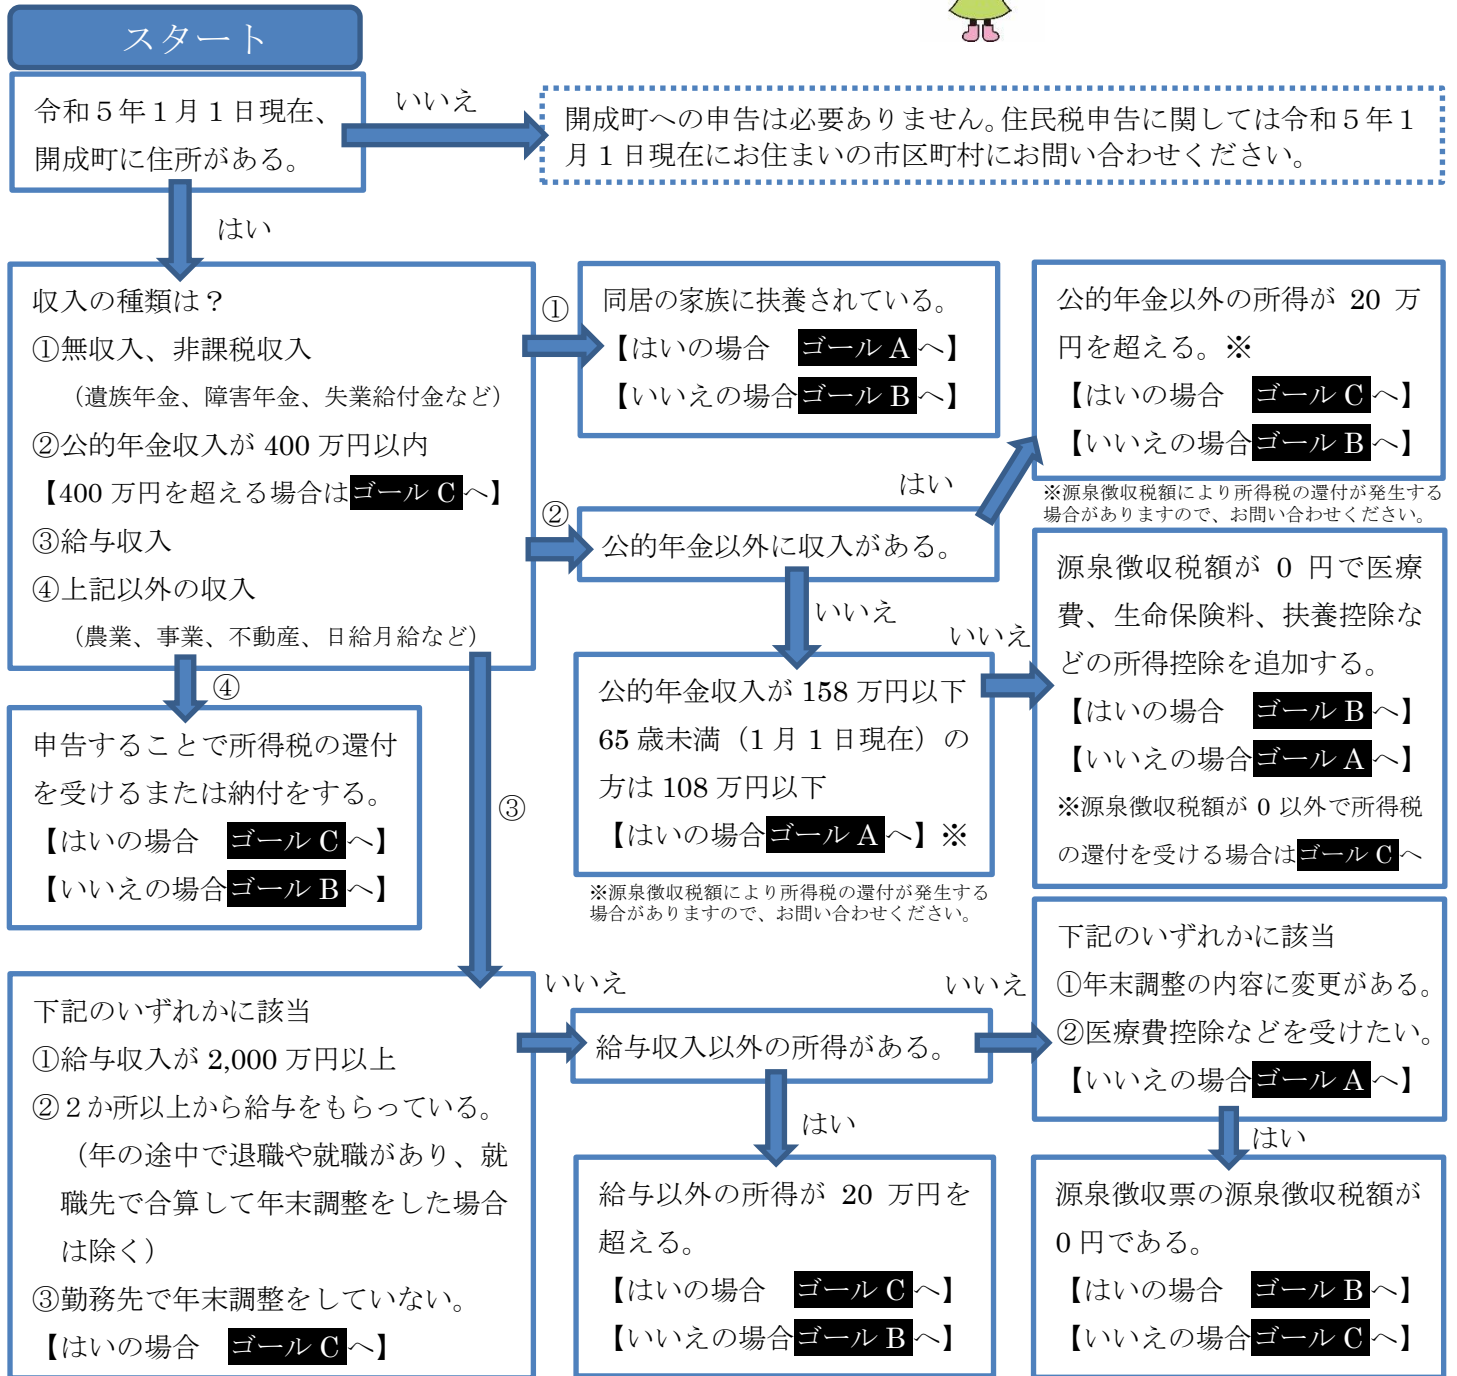 スタート
令和５年１月１日現在、
開成町に住所がある。
いいえ
開成町への申告は必要ありません。住民税申告に関しては令和５年１
月１日現在にお住まいの市区町村にお問い合わせください。
はい
収入の種類は？
①無収入、非課税収入
（遺族年金、障害年金、失業給付金など）
②公的年金収入が 400 万円以内
【400 万円を超える場合はゴール C へ】
③給与収入
④上記以外の収入
（農業、事業、不動産、日給月給など）
①
同居の家族に扶養されている。
【はいの場合　ゴール A へ】
【いいえの場合ゴール B へ】
公的年金以外の所得が 20 万
円を超える。※
【はいの場合　ゴール C へ】
【いいえの場合ゴール B へ】
※源泉徴収税額により所得税の還付が発生する
場合がありますので、お問い合わせください。
はい
②
公的年金以外に収入がある。
いいえ
いいえ
公的年金収入が 158 万円以下
65 歳未満（1 月 1 日現在）の
方は 108 万円以下
【はいの場合ゴール A へ】※
※源泉徴収税額により所得税の還付が発生する
場合がありますので、お問い合わせください。
源泉徴収税額が 0 円で医療
費、生命保険料、扶養控除な
どの所得控除を追加する。
【はいの場合　ゴール B へ】
【いいえの場合ゴール A へ】
※源泉徴収税額が 0 以外で所得税
の還付を受ける場合はゴール C へ
④
申告することで所得税の還付
を受けるまたは納付をする。
【はいの場合　ゴール C へ】
【いいえの場合ゴール B へ】
③
下記のいずれかに該当
①給与収入が 2,000 万円以上
②２か所以上から給与をもらっている。
（年の途中で退職や就職があり、就
職先で合算して年末調整をした場合
は除く）
③勤務先で年末調整をしていない。
【はいの場合　ゴール C へ】
いいえ
給与収入以外の所得がある。
いいえ
下記のいずれかに該当
①年末調整の内容に変更がある。
②医療費控除などを受けたい。
【いいえの場合ゴール A へ】
はい
給与以外の所得が 20 万円を
超える。
【はいの場合　ゴール C へ】
【いいえの場合ゴール B へ】
はい
源泉徴収票の源泉徴収税額が
0 円である。
【はいの場合　ゴール B へ】
【いいえの場合ゴール C へ】